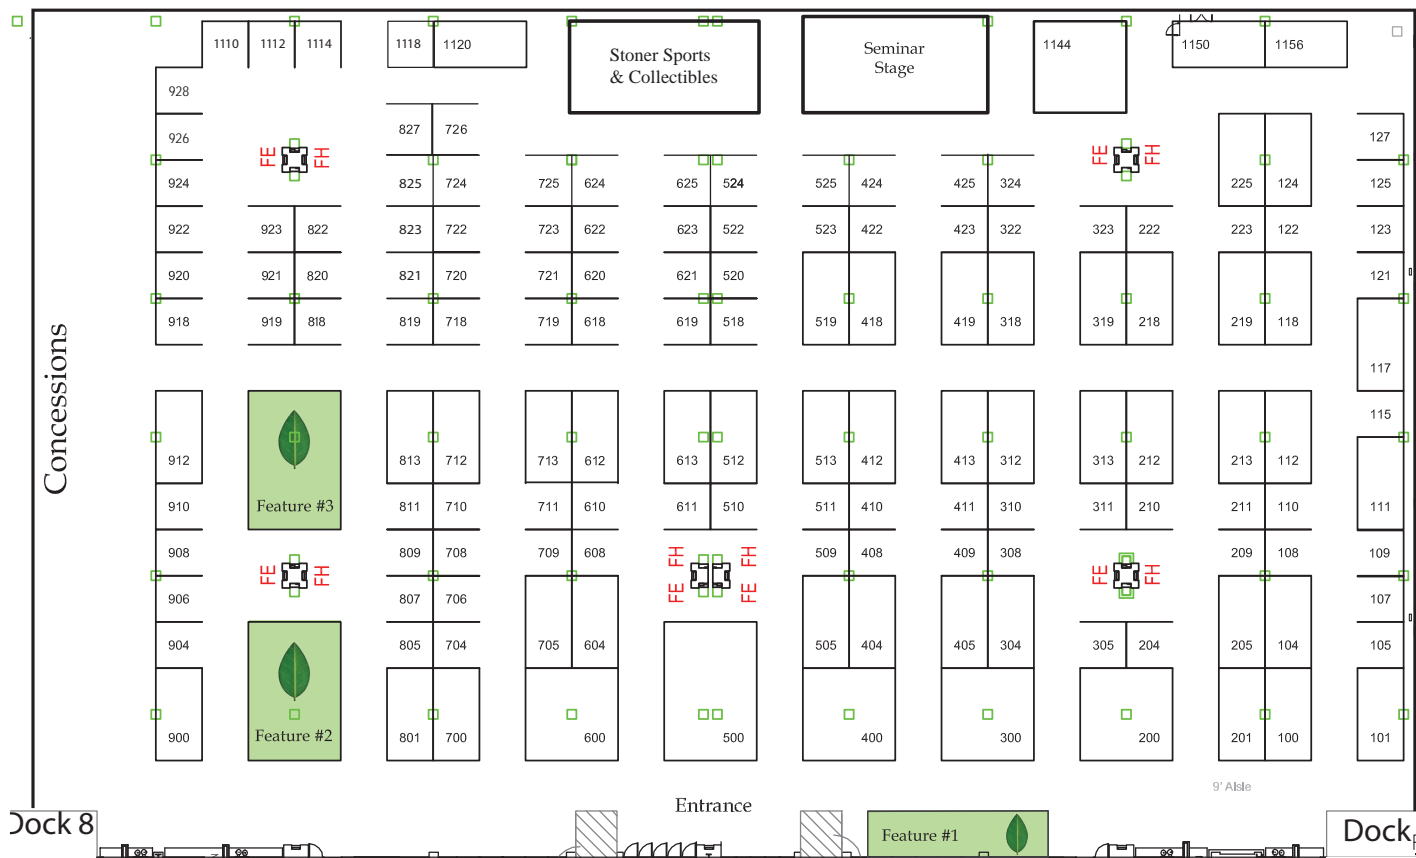 1110 1112 1114 1118 1120 Stoner Sports
& Collectibles
Seminar
Stage
1144 1150 1156
928
827 726 127
926
FE FH FE FH
924 825 724 725 624 625 524 525 424 425 324 225 124 125
922 923 822 823 722 723 622 623 522 523 422 423 322 323 222 223 122 123
920 921 820 821 720 721 620 621 520 121
918 919 818 819 718 719 618 619 518 519 418 419 318 319 218 219 118
Concessions
117
115
912 813 712 713 612 613 512 513 412 413 312 313 212 213 112
910 Feature #3 811 710 711 610 611 510 511 410 411 310 311 210 211 110 111
908 809 708 709 608 FH FH 509 408 409 308 209 108 109
FE FH FE FE FE FH
906 807 706 107
904 805 704 705 604 505 404 405 304 305 204 205 104 105
900 Feature #2 801 700 600 500 400 300 200 201 100 101
9' Aisle
Entrance
Dock 8 Feature #1 Dock